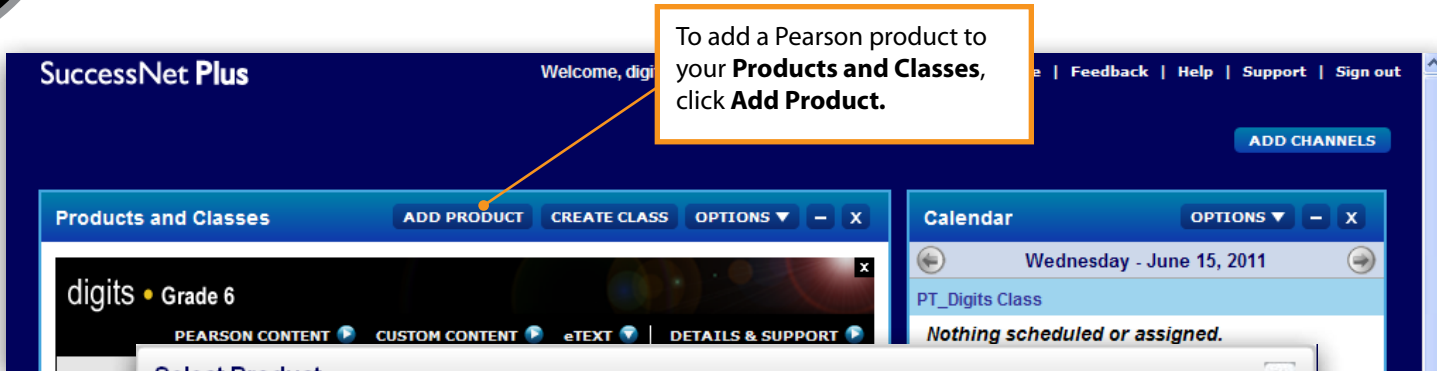 To add a Pearson product to
your Products and Classes,
click Add Product.
SuccessNet Plus
Welcome, | Feedback | Help | Support | Sign out
ADD CHANNELS
Products and Classes ADD PRODUCT CREATE CLASS OPTIONS ▼ – X
Calendar OPTIONS ▼ – X
X
digits • Grade 6
PEARSON CONTENT CUSTOM CONTENT eTEXT | DETAILS & SUPPORT
Wednesday - June 15, 2011
PT_Digits Class
Nothing scheduled or assigned.
Select Product